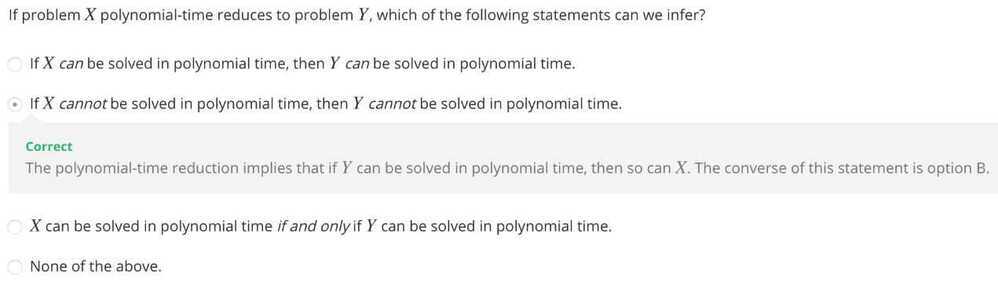 If problem X polynomial-time reduces to problem Y, which of the following statements can we infer?
If X can be solved in polynomial time, then Y can be solved in polynomial time.
If X cannot be solved in polynomial time, then Y cannot be solved in polynomial time.
Correct
The polynomial-time reduction implies that if Y can be solved in polynomial time, then so can X. The converse of this statement is option B.
X can be solved in polynomial time if and only if Y can be solved in polynomial time.
None of the above.